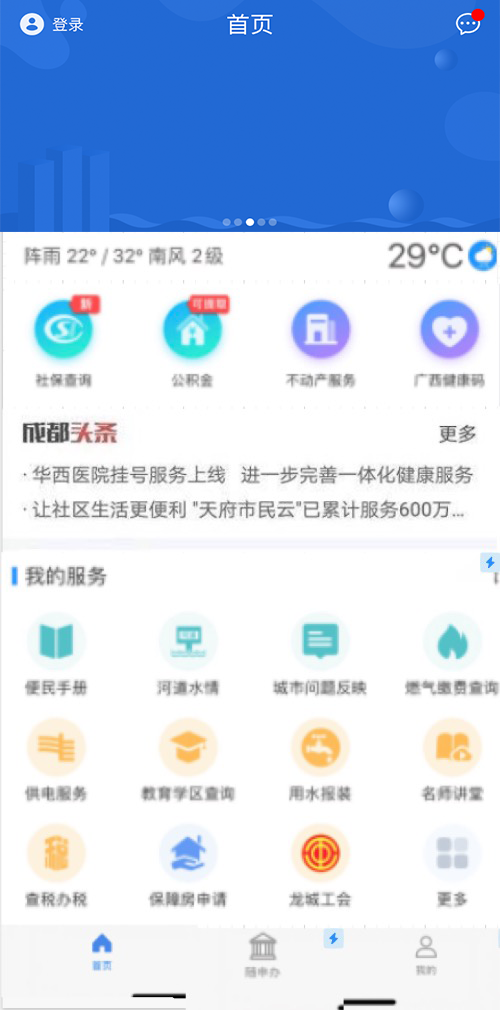 登录
首页
阵雨 22° / 32° 南风 2级
29°C
新
社保查询
公积金
不动产服务
广西健康码
成都头条
更多
· 华西医院挂号服务上线 进一步完善一体化健康服务
· 让社区生活更便利 "天府市民云"已累计服务600万...
我的服务
便民手册
河道水情
城市问题反映
燃气缴费查询
供电服务
教育学区查询
用水报装
名师讲堂
查税办税
保障房申请
龙城工会
更多
首页
随申办
我的